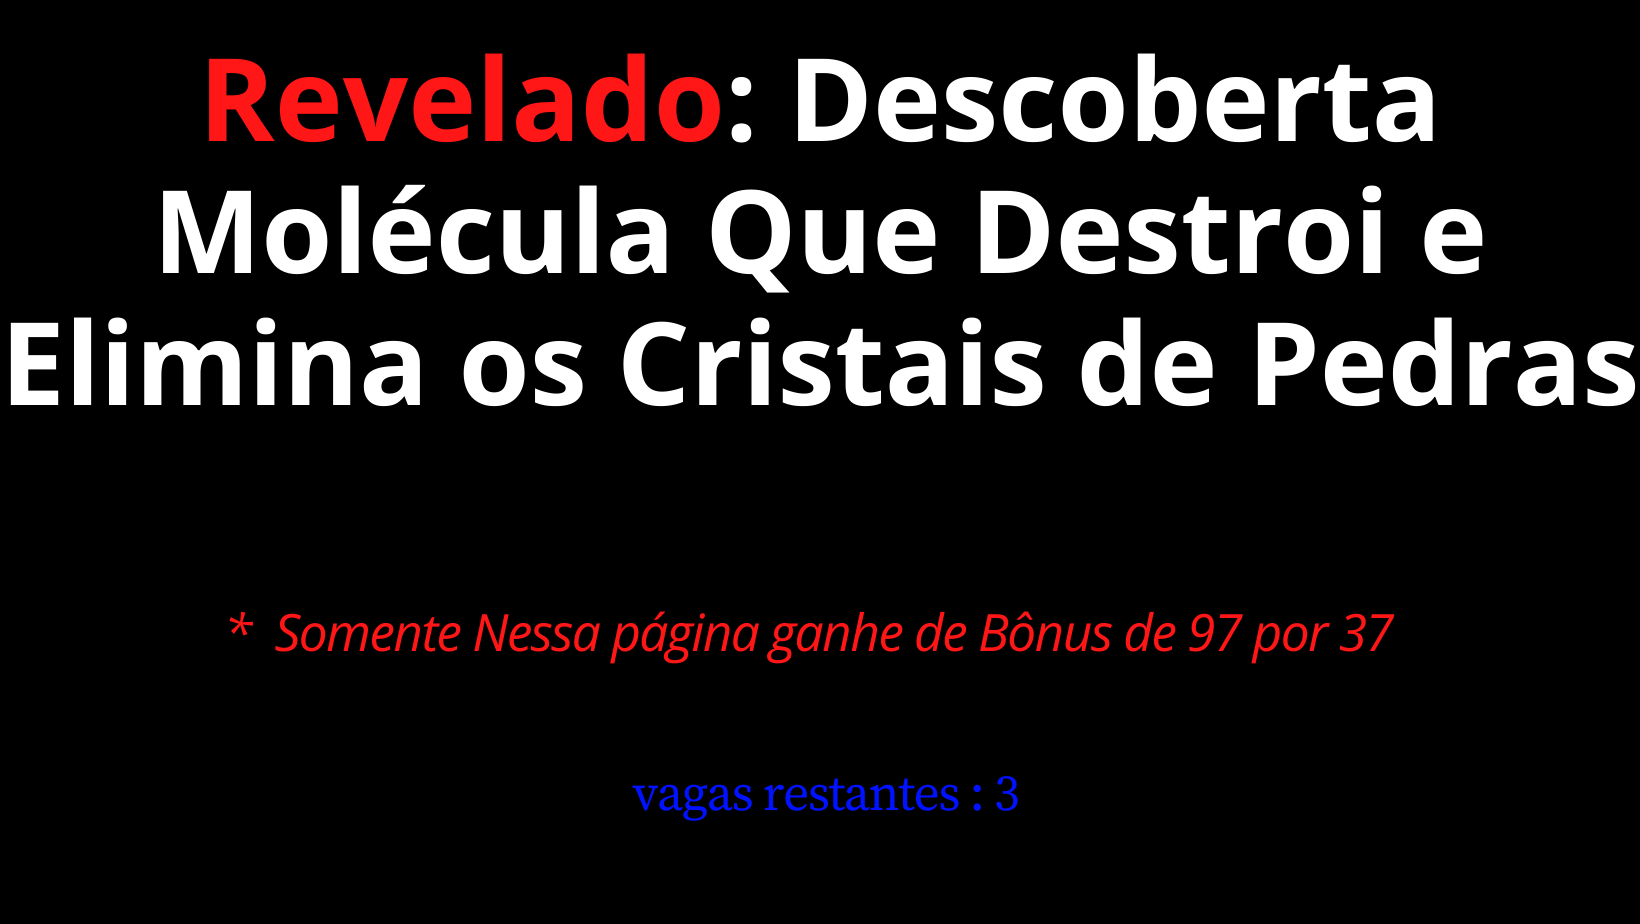 Revelado: Descoberta
Molécula Que Destroi e
Elimina os Cristais de Pedras
* Somente Nessa página ganhe de Bônus de 97 por 37
vagas restantes : 3